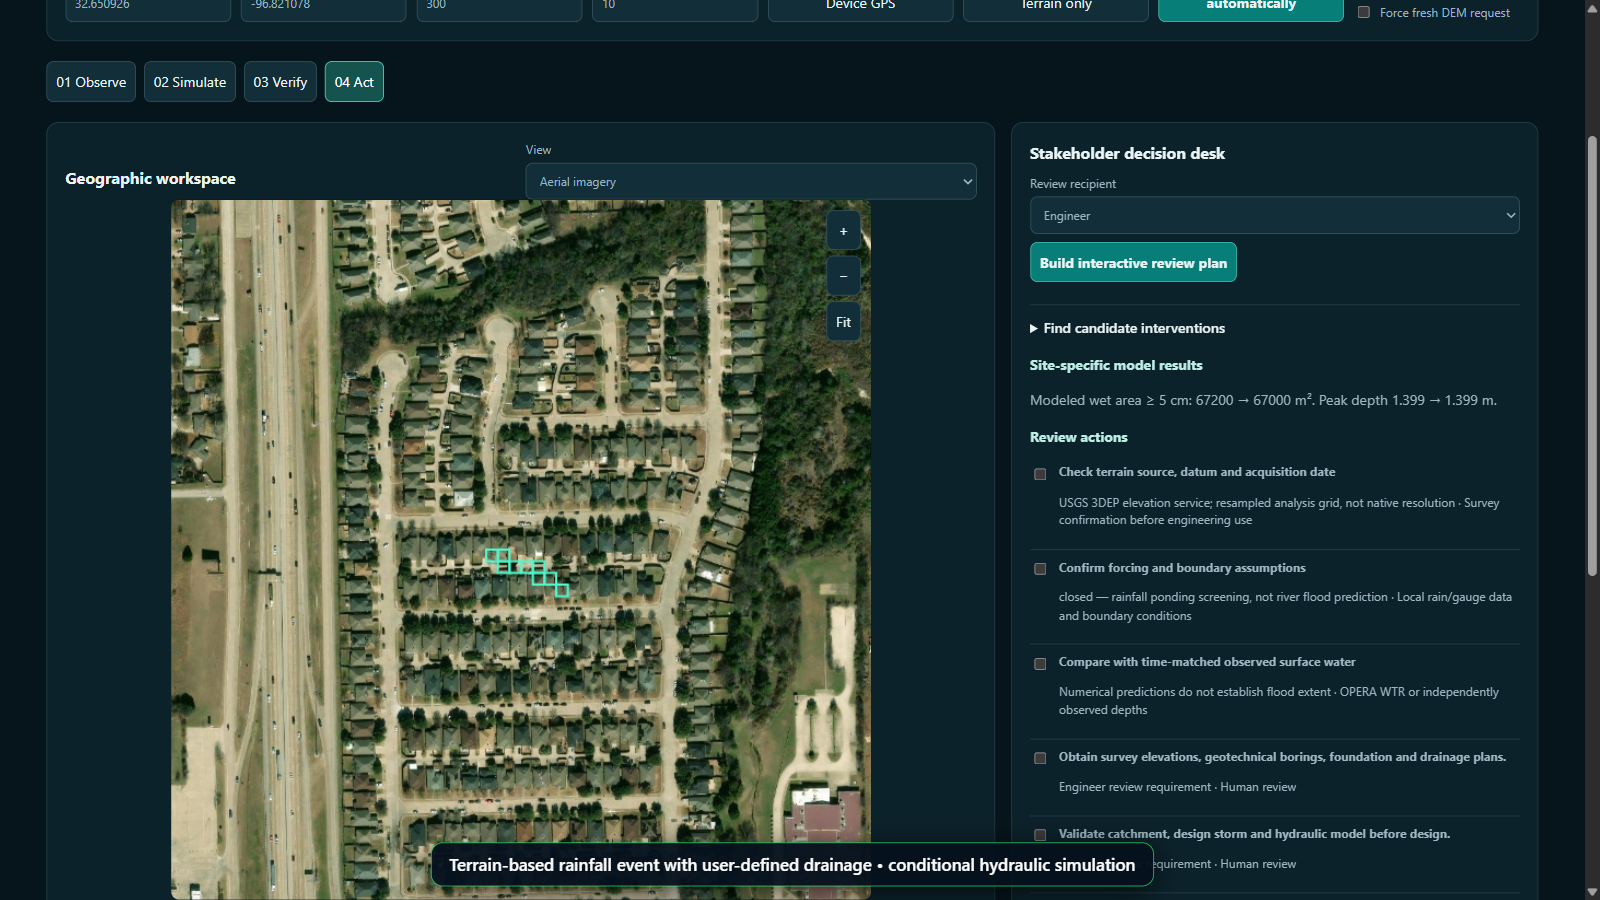 32.650926
-96.821078
300
10
Device GPS
Terrain only
automatically
Force fresh DEM request
01 Observe
02 Simulate
03 Verify
04 Act
Geographic workspace
View
Aerial imagery
+
−
Fit
Stakeholder decision desk
Review recipient
Engineer
Build interactive review plan
Find candidate interventions
Site-specific model results
Modeled wet area ≥ 5 cm: 67200 → 67000 m². Peak depth 1.399 → 1.399 m.
Review actions
Check terrain source, datum and acquisition date
USGS 3DEP elevation service; resampled analysis grid, not native resolution · Survey
confirmation before engineering use
Confirm forcing and boundary assumptions
closed — rainfall ponding screening, not river flood prediction · Local rain/gauge data
and boundary conditions
Compare with time-matched observed surface water
Numerical predictions do not establish flood extent · OPERA WTR or independently
observed depths
Obtain survey elevations, geotechnical borings, foundation and drainage plans.
Engineer review requirement · Human review
Validate catchment, design storm and hydraulic model before design.
quirement · Human review
Terrain-based rainfall event with user-defined drainage • conditional hydraulic simulation